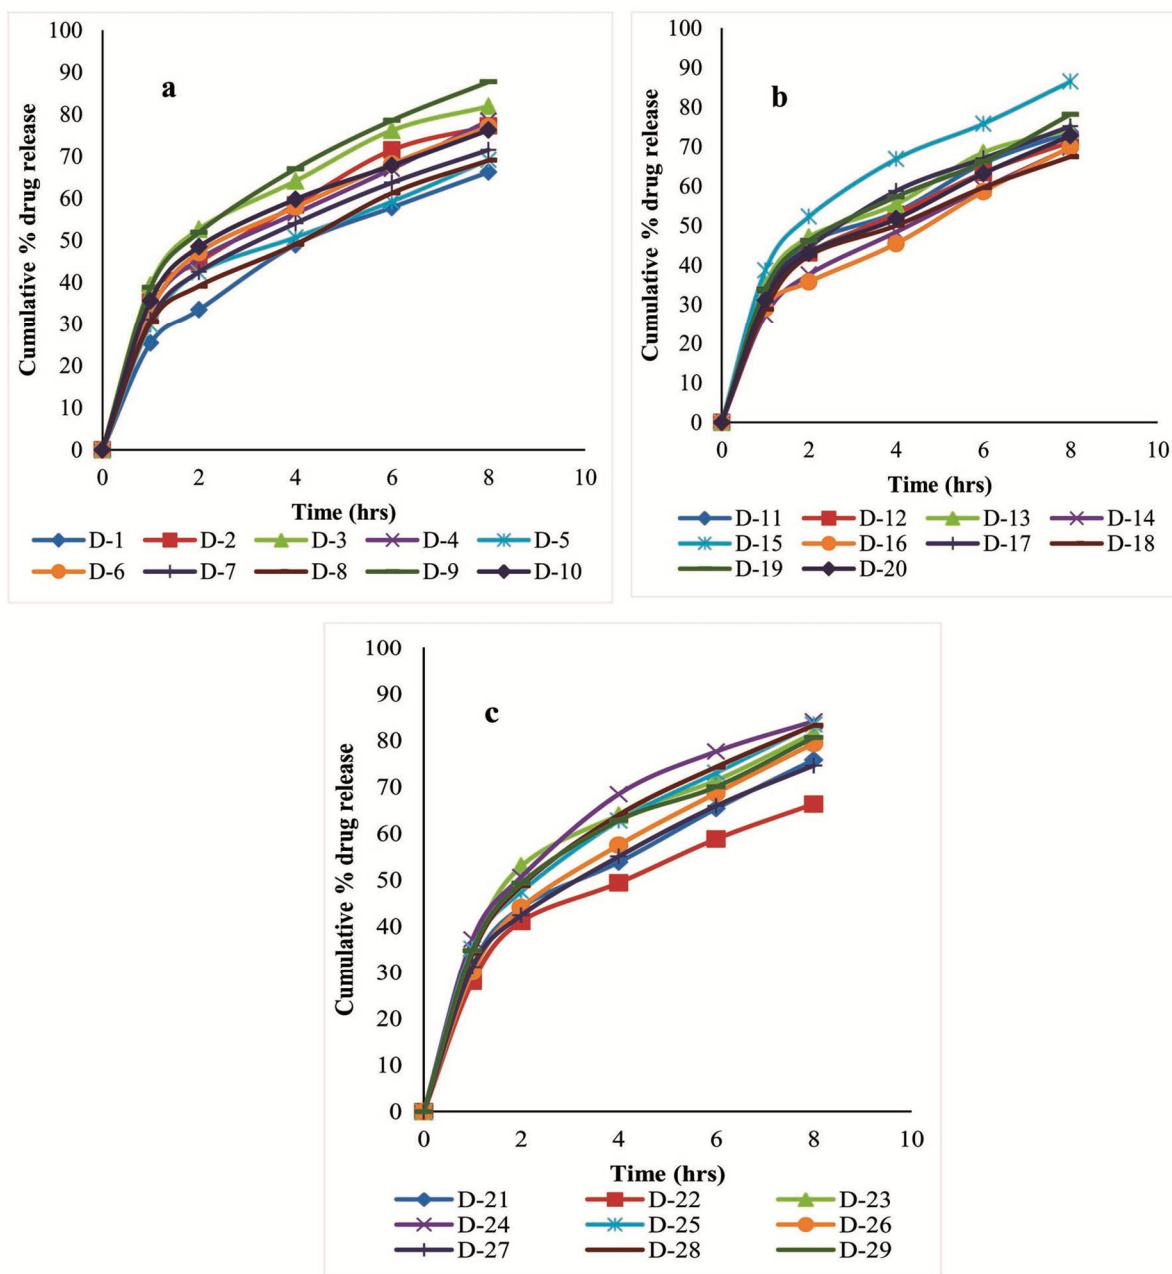 a
Cumulative % drug release
100
90
80
70
60
50
40
30
20
10
0
0 2 4 6 8 10
Time (hrs)
D-1 D-2 D-3 D-4 D-5
D-6 D-7 D-8 D-9 D-10
b
Cumulative % drug release
100
90
80
70
60
50
40
30
20
10
0
0 2 4 6 8 10
Time (hrs)
D-11 D-12 D-13 D-14
D-15 D-16 D-17 D-18
D-19 D-20
c
Cumulative % drug release
100
90
80
70
60
50
40
30
20
10
0
0 2 4 6 8 10
Time (hrs)
D-21 D-22 D-23
D-24 D-25 D-26
D-27 D-28 D-29